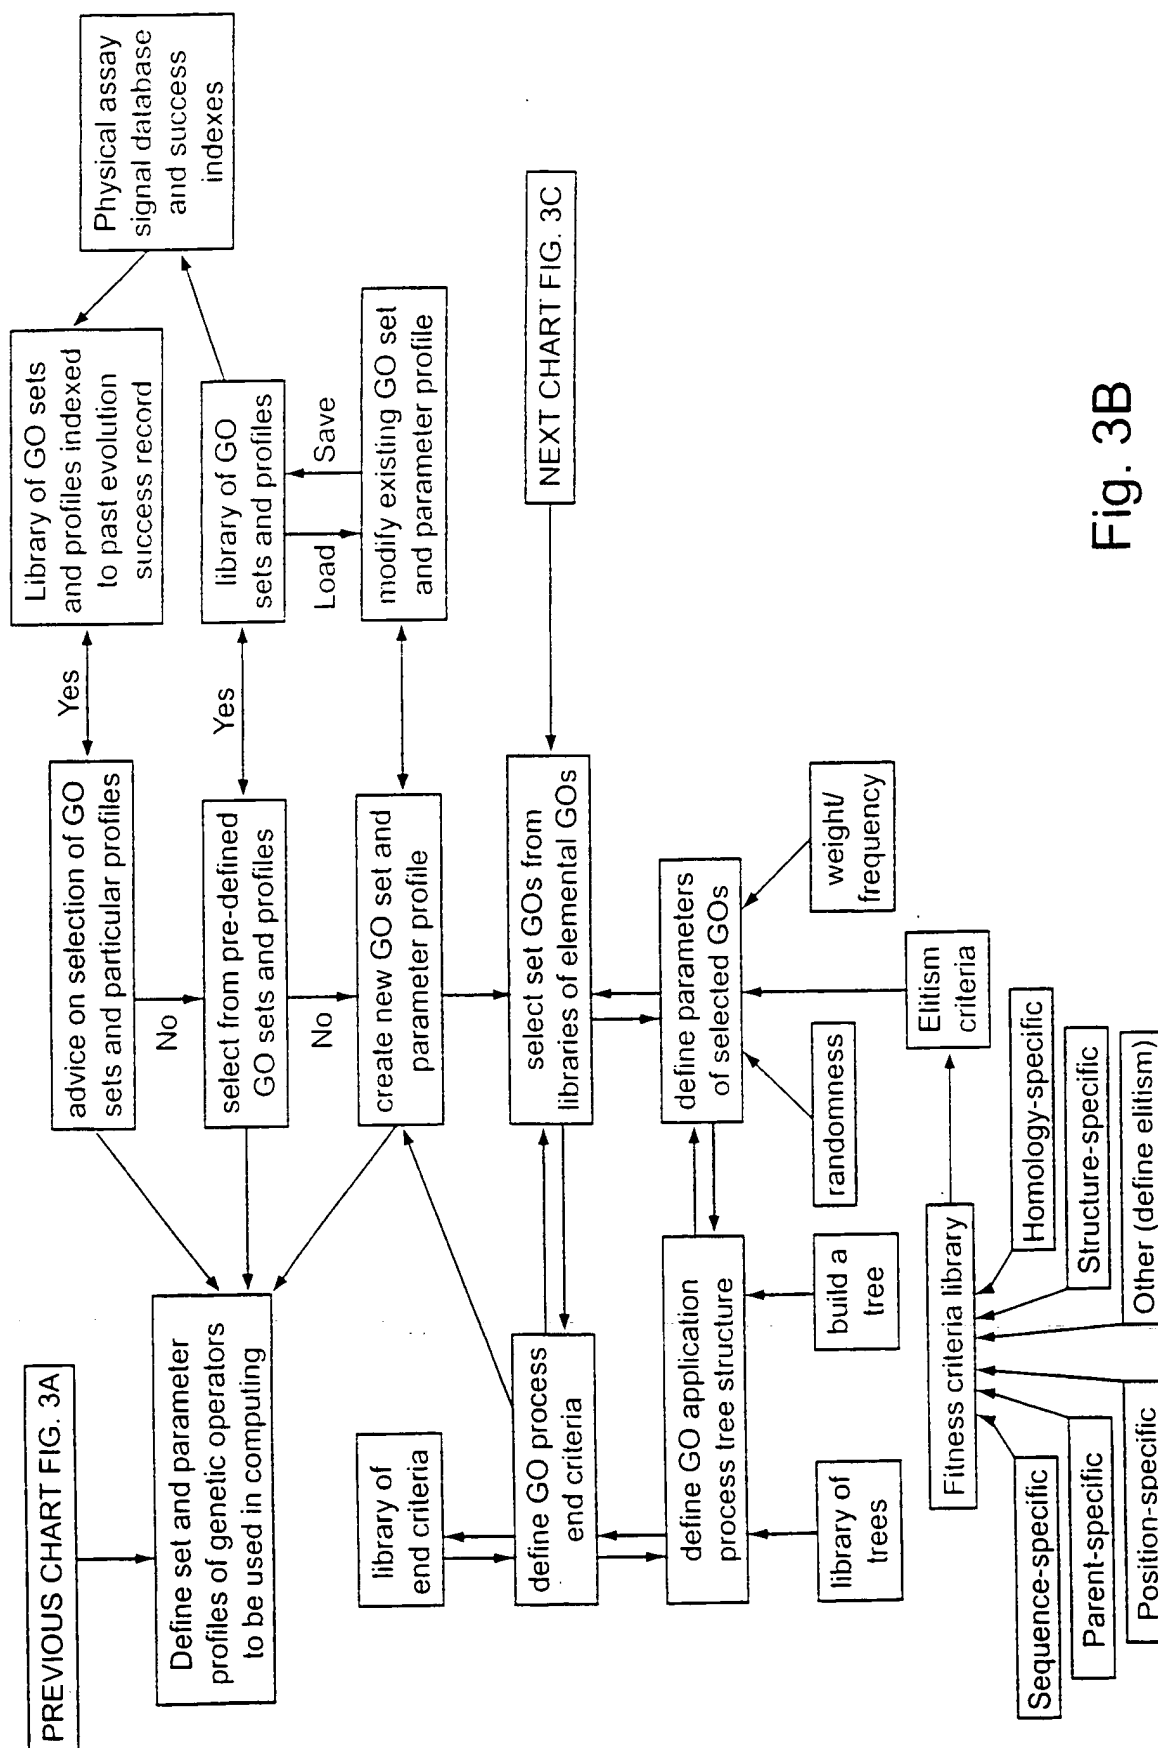 PREVIOUS CHART FIG. 3A
Define set and parameter
profiles of genetic operators
to be used in computing
advice on selection of GO
sets and particular profiles
Yes
Library of GO sets
and profiles indexed
to past evolution
success record
Physical assay
signal database
and success
indexes
No
select from pre-defined
GO sets and profiles
Yes
library of GO
sets and profiles
No
Load
Save
create new GO set and
parameter profile
modify existing GO set
and parameter profile
library of
end criteria
define GO process
end criteria
select set GOs from
libraries of elemental GOs
NEXT CHART FIG. 3C
define GO application
process tree structure
define parameters
of selected GOs
library of
trees
build a
tree
randomness
weight/
frequency
Elitism
criteria
Fitness criteria library
Sequence-specific
Parent-specific
Position-specific
Homology-specific
Structure-specific
Other (define elitism)
Fig. 3B